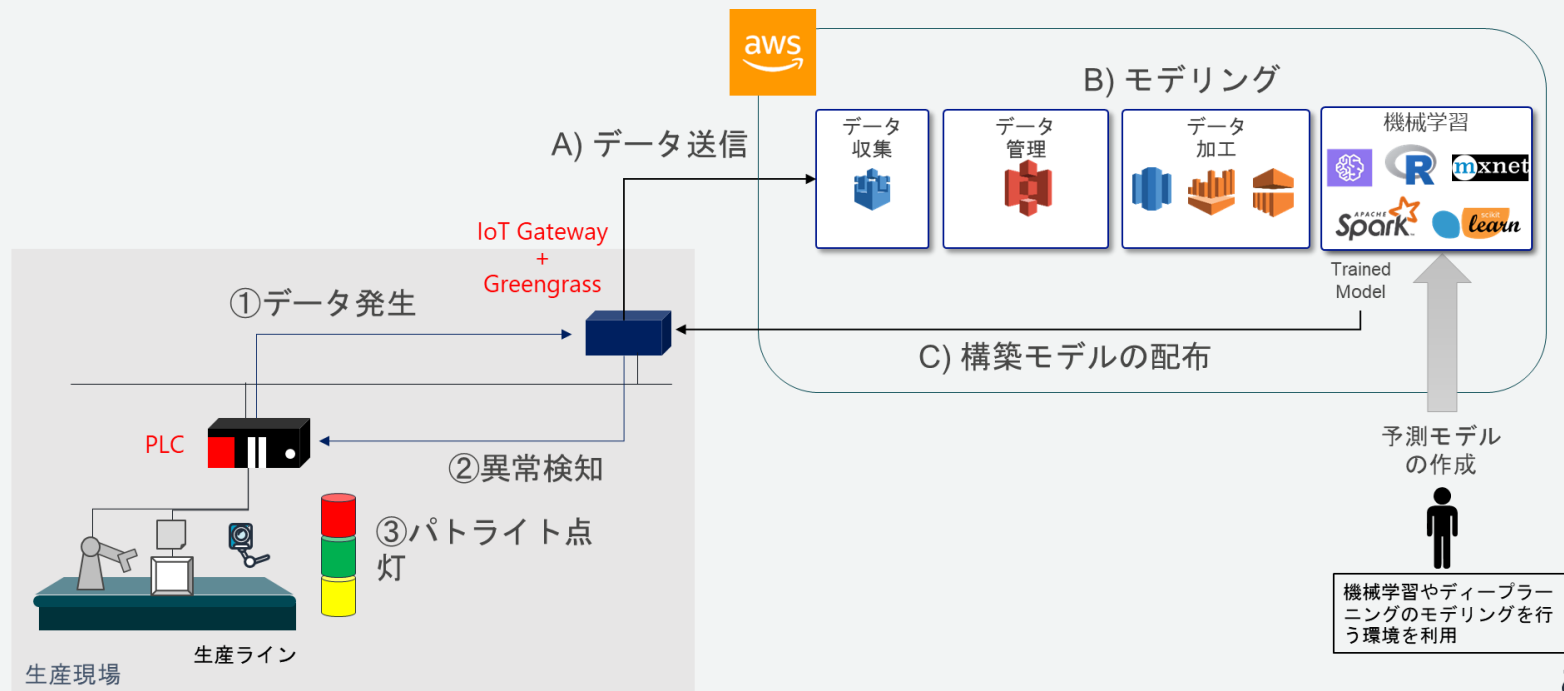 aws
B) モデリング
A) データ送信
データ
収集
データ
管理
データ
加工
機械学習
R
mxnet
APACHE
Spark
scikit
learn
IoT Gateway
+
Greengrass
Trained
Model
①データ発生
C) 構築モデルの配布
PLC
②異常検知
予測モデル
の作成
③パトライト点
灯
機械学習やディープラー
ニングのモデリングを行
う環境を利用
生産ライン
生産現場